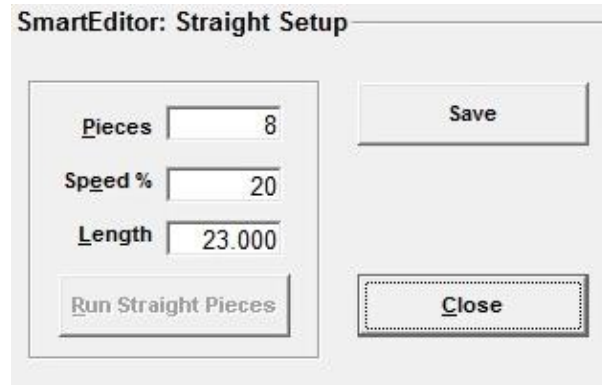 SmartEditor: Straight Setup
Pieces 8
Speed % 20
Length 23.000
Run Straight Pieces
Save
Close